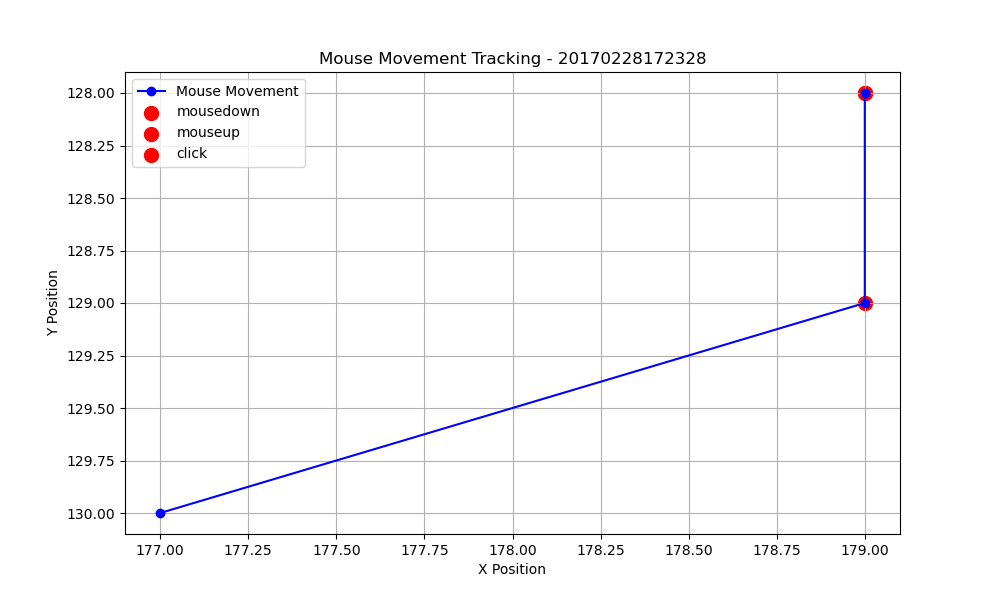 Mouse Movement Tracking - 20170228172328
Mouse Movement
mousedown
mouseup
click
Y Position
128.00
128.25
128.50
128.75
129.00
129.25
129.50
129.75
130.00
177.00 177.25 177.50 177.75 178.00 178.25 178.50 178.75 179.00
X Position